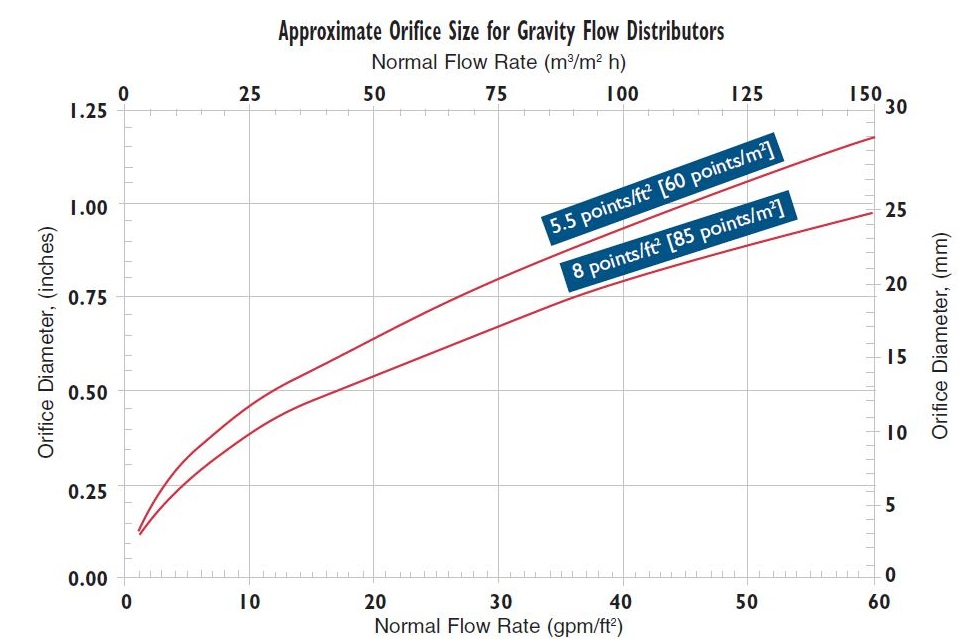 Approximate Orifice Size for Gravity Flow Distributors
Normal Flow Rate (m³/m² h)
0 25 50 75 100 125 150
1.25
1.00
0.75
0.50
0.25
0.00
Orifice Diameter, (inches)
5.5 points/ft² [60 points/m²]
8 points/ft² [85 points/m²]
30
25
20
15
10
5
0
Orifice Diameter, (mm)
0 10 20 30 40 50 60
Normal Flow Rate (gpm/ft²)